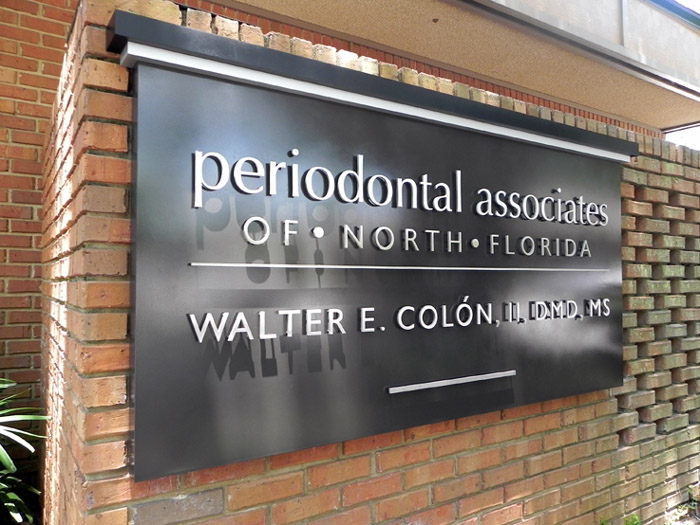 periodontal associates
OF • NORTH • FLORIDA
WALTER E. COLÓN, II, DMD, MS